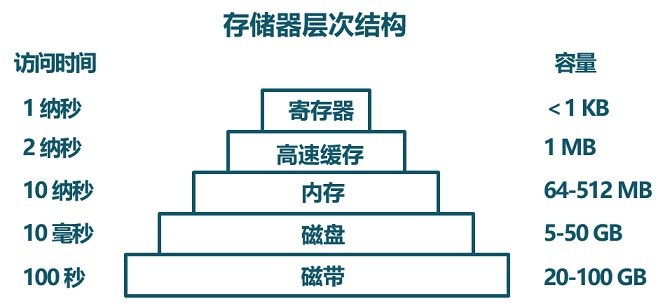 存储器层次结构
访问时间 容量
1 纳秒 寄存器 <1 KB
2 纳秒 高速缓存 1 MB
10 纳秒 内存 64-512 MB
10 毫秒 磁盘 5-50 GB
100 秒 磁带 20-100 GB